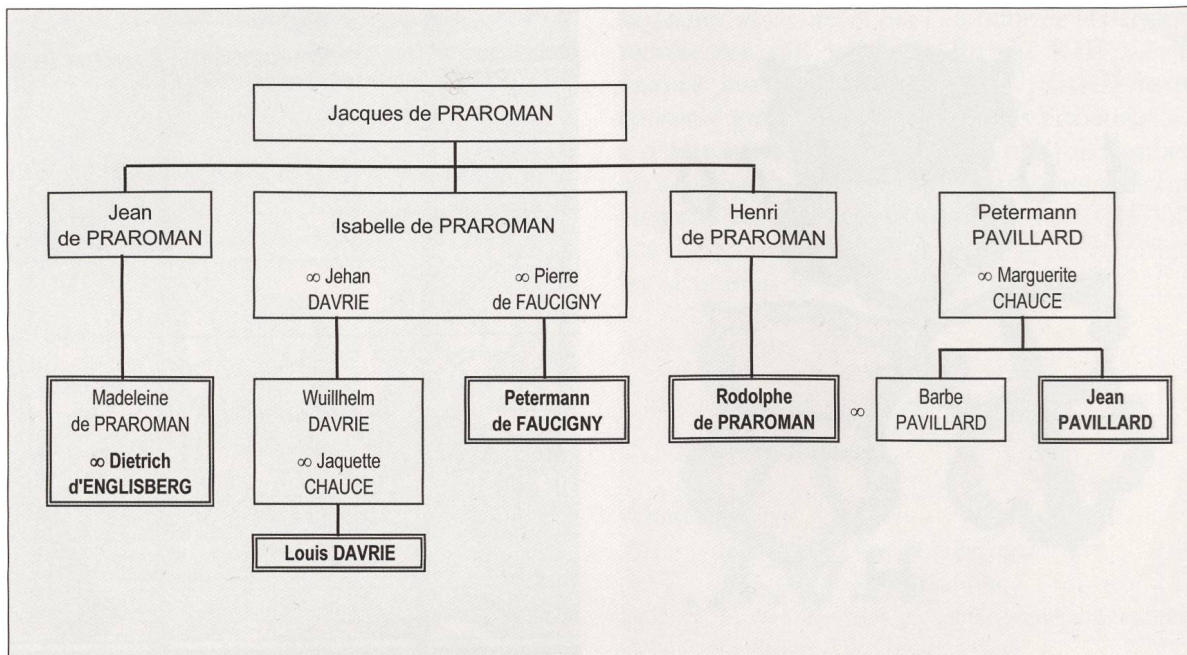 Jacques de PRAROMAN
Jean
de PRAROMAN
Isabelle de PRAROMAN
∞ Jehan
DAVRIE
∞ Pierre
de FAUCIGNY
Henri
de PRAROMAN
Petermann
PAVILLARD
∞ Marguerite
CHAUCE
Madeleine
de PRAROMAN
∞ Dietrich
d'ENGLISBERG
Wuillhelm
DAVRIE
∞ Jaquette
CHAUCE
Petermann
de FAUCIGNY
Rodolphe
de PRAROMAN
∞
Barbe
PAVILLARD
Jean
PAVILLARD
Louis DAVRIE